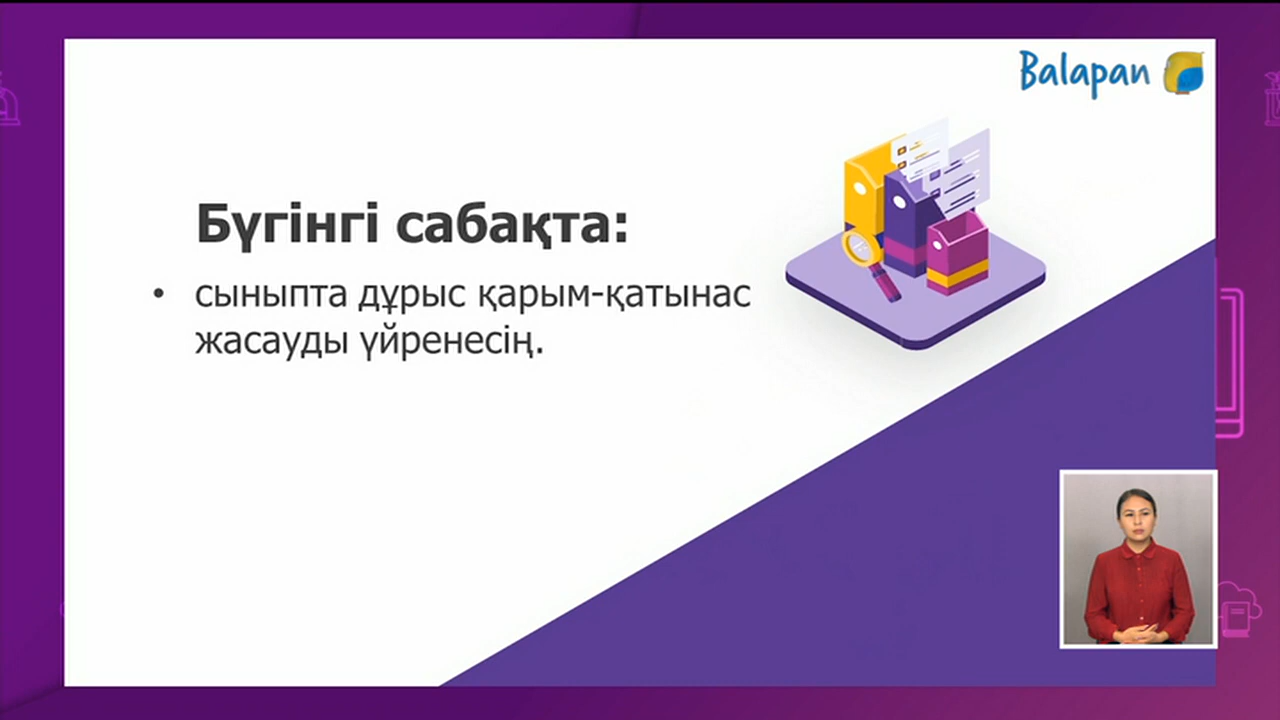 Balapan
Бүгінгі сабақта:
• сыныпта дұрыс қарым-қатынас
жасауды үйренесің.